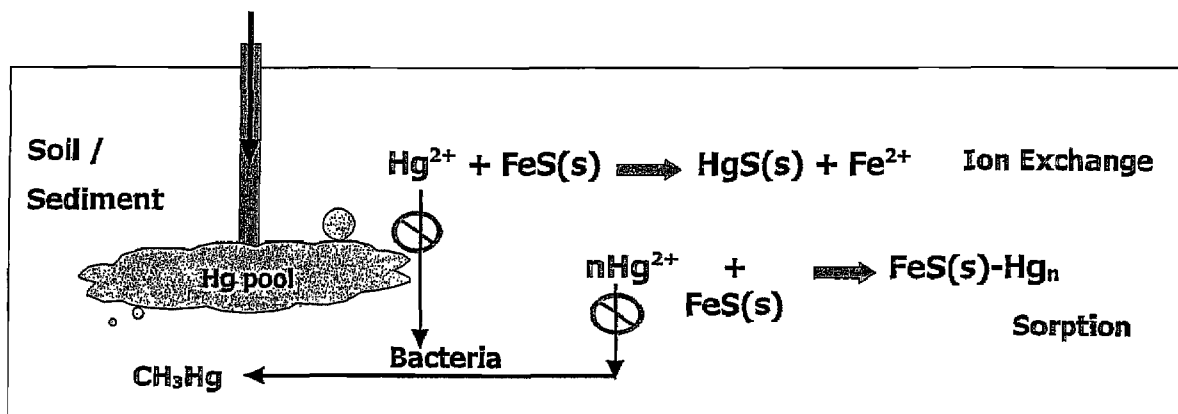 Soil /
Sediment
Hg²⁺ + FeS(s) → HgS(s) + Fe²⁺ Ion Exchange
Hg pool
nHg²⁺ + FeS(s) → FeS(s)-Hgₙ
Sorption
Bacteria
CH₃Hg